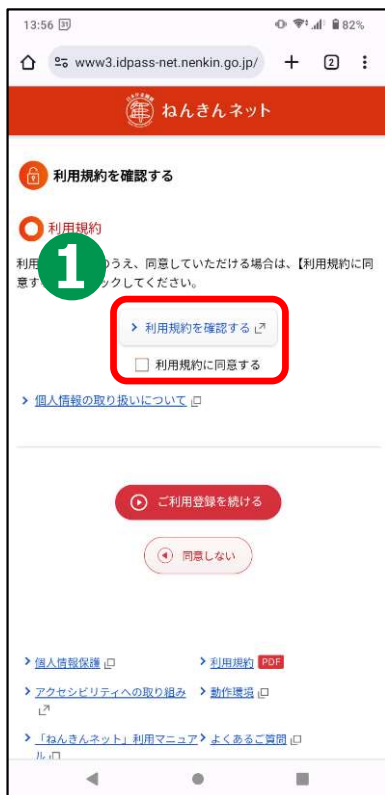 13:56 31 82%
www3.idpass-net.nenkin.go.jp/ 2
ねんきんネット
利用規約を確認する
利用規約
利用 うえ、同意していただける場合は、【利用規約に同
意す ックしてください。
1
利用規約を確認する
利用規約に同意する
個人情報の取り扱いについて
ご利用登録を続ける
同意しない
個人情報保護 利用規約 PDF
アクセシビリティへの取り組み 動作環境
「ねんきんネット」利用マニュア よくあるご質問
ル